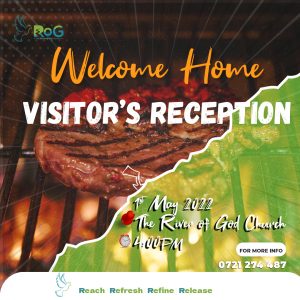 RoG
Welcome Home
VISITOR'S RECEPTION
1st May 2022
The River of God Church
4:00PM
FOR MORE INFO
0721 274 487
Reach Refresh Refine Release